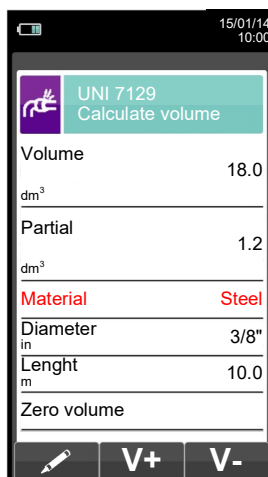 15/01/14
10:00
UNI 7129
Calculate volume
Volume
18.0
dm³
Partial
1.2
dm³
Material Steel
Diameter
in
3/8"
Lenght
m
10.0
Zero volume
V+ V-